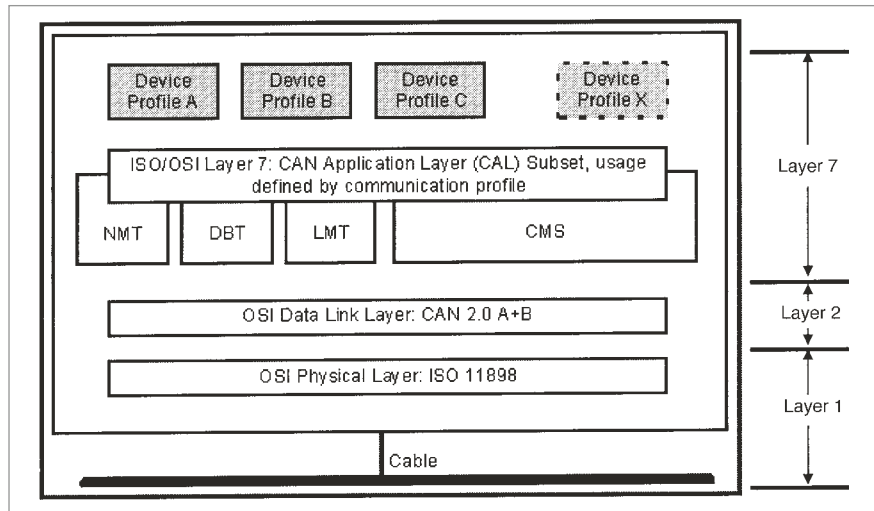 Device
Profile A
Device
Profile B
Device
Profile C
Device
Profile X
ISO/OSI Layer 7: CAN Application Layer (CAL) Subset, usage
defined by communication profile
NMT
DBT
LMT
CMS
Layer 7
OSI Data Link Layer: CAN 2.0 A+B
Layer 2
OSI Physical Layer: ISO 11898
Layer 1
Cable